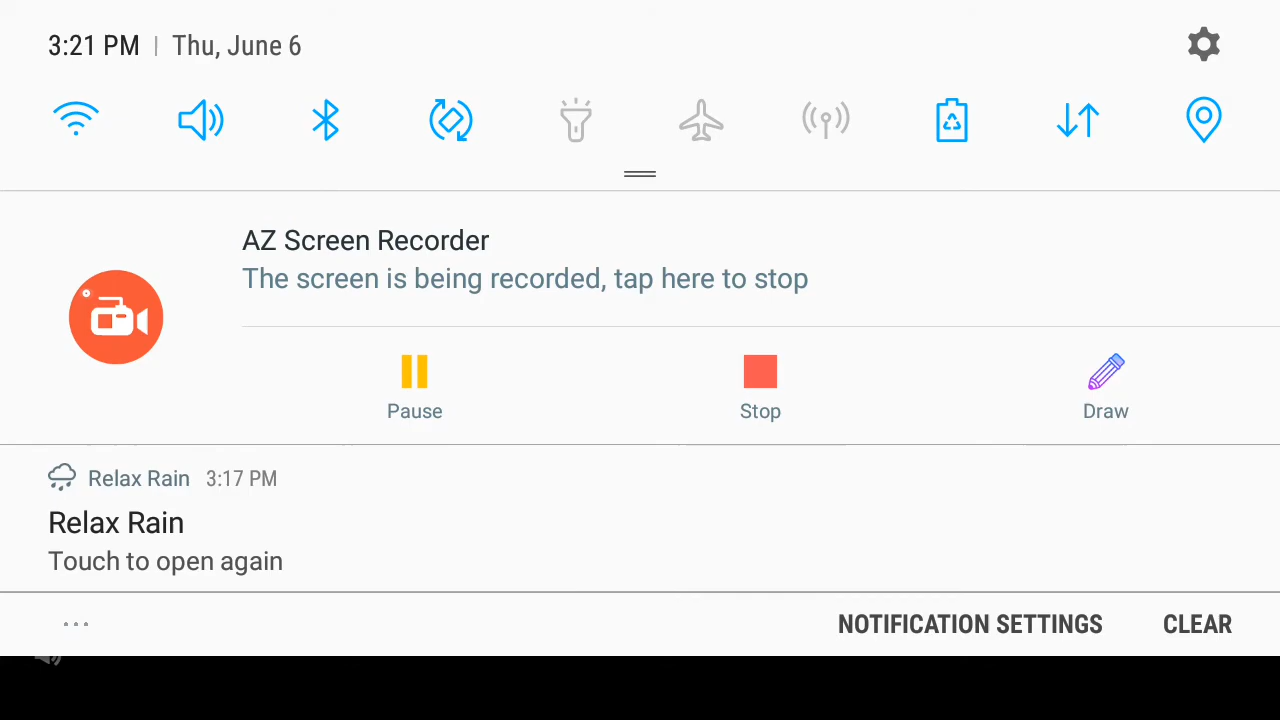 3:21 PM | Thu, June 6
AZ Screen Recorder
The screen is being recorded, tap here to stop
Pause
Stop
Draw
Relax Rain 3:17 PM
Relax Rain
Touch to open again
... NOTIFICATION SETTINGS CLEAR